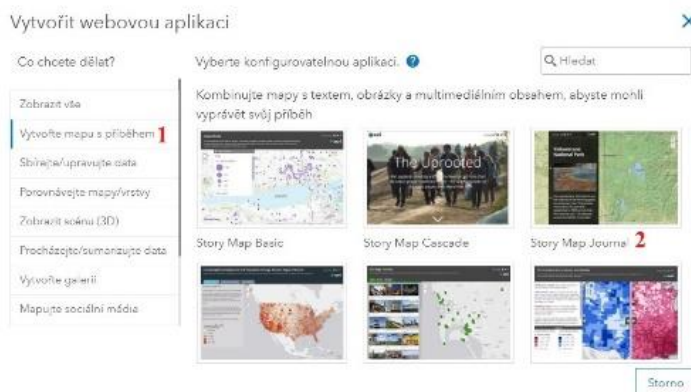 Vytvořit webovou aplikaci
Co chcete dělat?
Vyberte konfigurovatelnou aplikaci.
Hledat
Zobrazit vše
Vytvořte mapu s příběhem 1
Sbírejte/upravujte data
Porovnávejte mapy/vrstvy
Zobrazit scénu (3D)
Procházejte/sumarizujte data
Vytvořte galerii
Mapujte sociální média
Kombinujte mapy s textem, obrázky a multimediálním obsahem, abyste mohli
vyprávět svůj příběh
The Uprooted
Yellowstone
National Park
Story Map Basic
Story Map Cascade
Story Map Journal 2
Storno